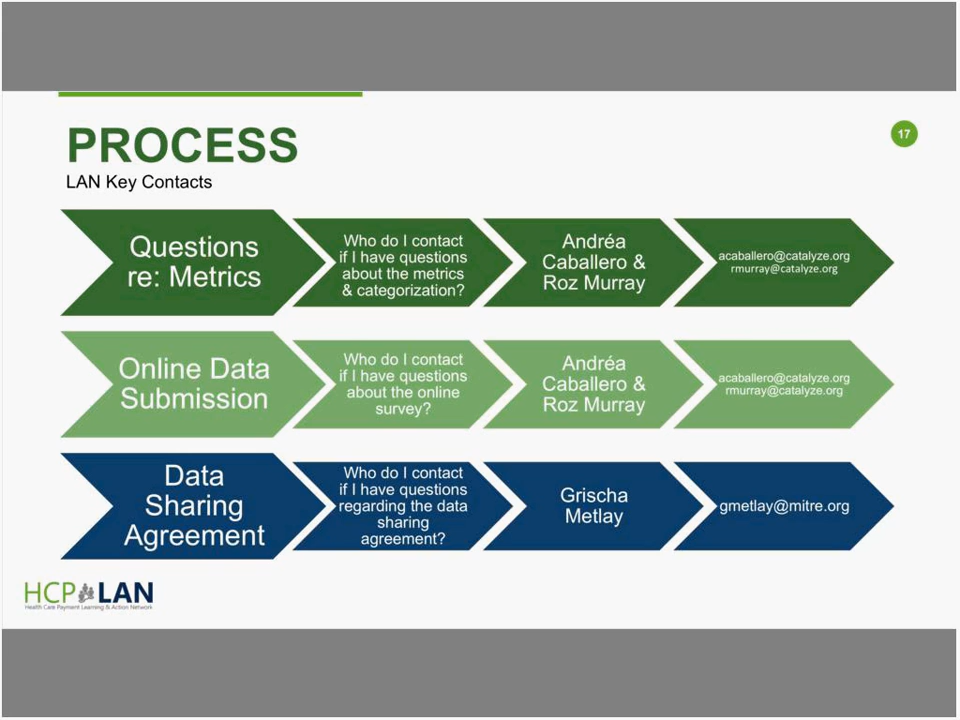 PROCESS
17
LAN Key Contacts
Questions
re: Metrics
Who do I contact
if I have questions
about the metrics
& categorization?
Andréa
Caballero &
Roz Murray
acaballero@catalyze.org
rmurray@catalyze.org
Online Data
Submission
Who do I contact
if I have questions
about the online
survey?
Andréa
Caballero &
Roz Murray
acaballero@catalyze.org
rmurray@catalyze.org
Data
Sharing
Agreement
Who do I contact
if I have questions
regarding the data
sharing
agreement?
Grischa
Metlay
gmetlay@mitre.org
HCP LAN
Health Care Payment Learning & Action Network